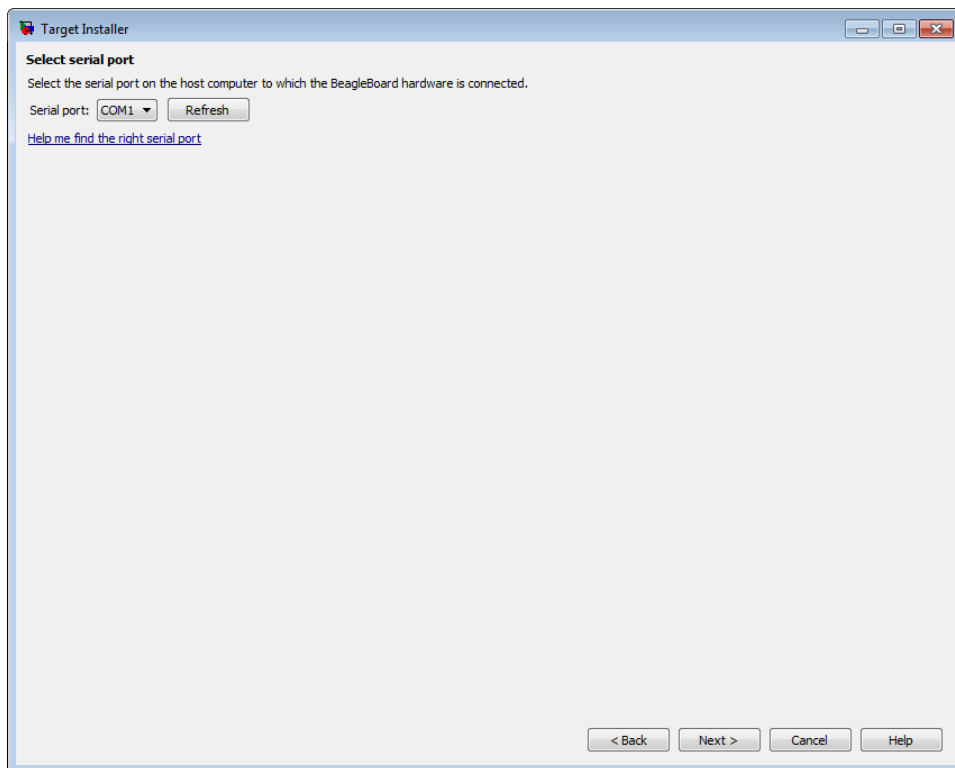 Target Installer
Select serial port
Select the serial port on the host computer to which the BeagleBoard hardware is connected.
Serial port: COM1 Refresh
Help me find the right serial port
< Back Next > Cancel Help